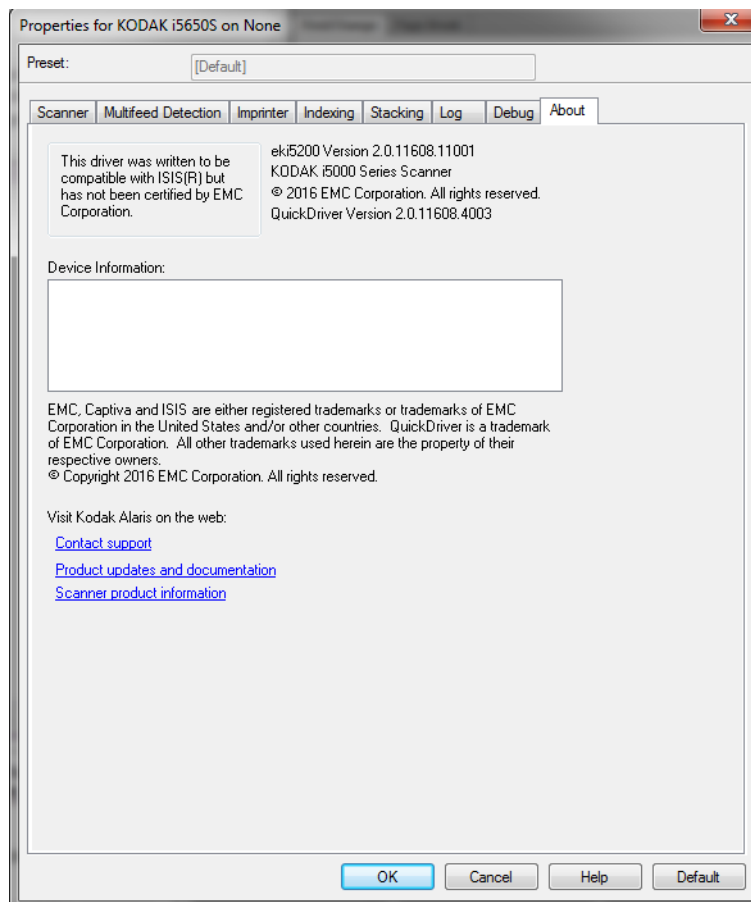 Properties for KODAK i5650S on None
Preset:
[Default]
Scanner Multifeed Detection Imprinter Indexing Stacking Log Debug About
This driver was written to be
compatible with ISIS(R) but
has not been certified by EMC
Corporation.
eki5200 Version 2.0.11608.11001
KODAK i5000 Series Scanner
© 2016 EMC Corporation. All rights reserved.
QuickDriver Version 2.0.11608.4003
Device Information:
EMC, Captiva and ISIS are either registered trademarks or trademarks of EMC
Corporation in the United States and/or other countries. QuickDriver is a trademark
of EMC Corporation. All other trademarks used herein are the property of their
respective owners.
© Copyright 2016 EMC Corporation. All rights reserved.
Visit Kodak Alaris on the web:
Contact support
Product updates and documentation
Scanner product information
OK Cancel Help Default